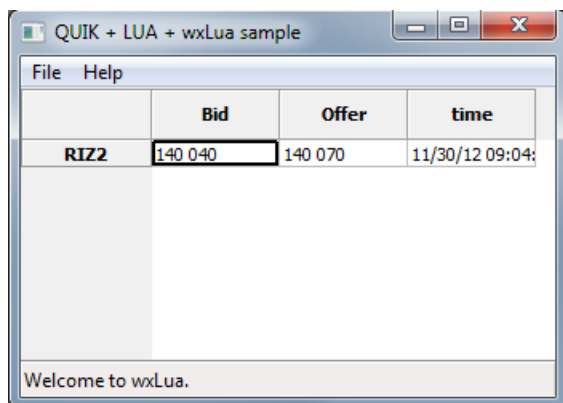 QUIK + LUA + wxLua sample
File Help
Bid Offer time
RIZ2 140 040 140 070 11/30/12 09:04:
Welcome to wxLua.